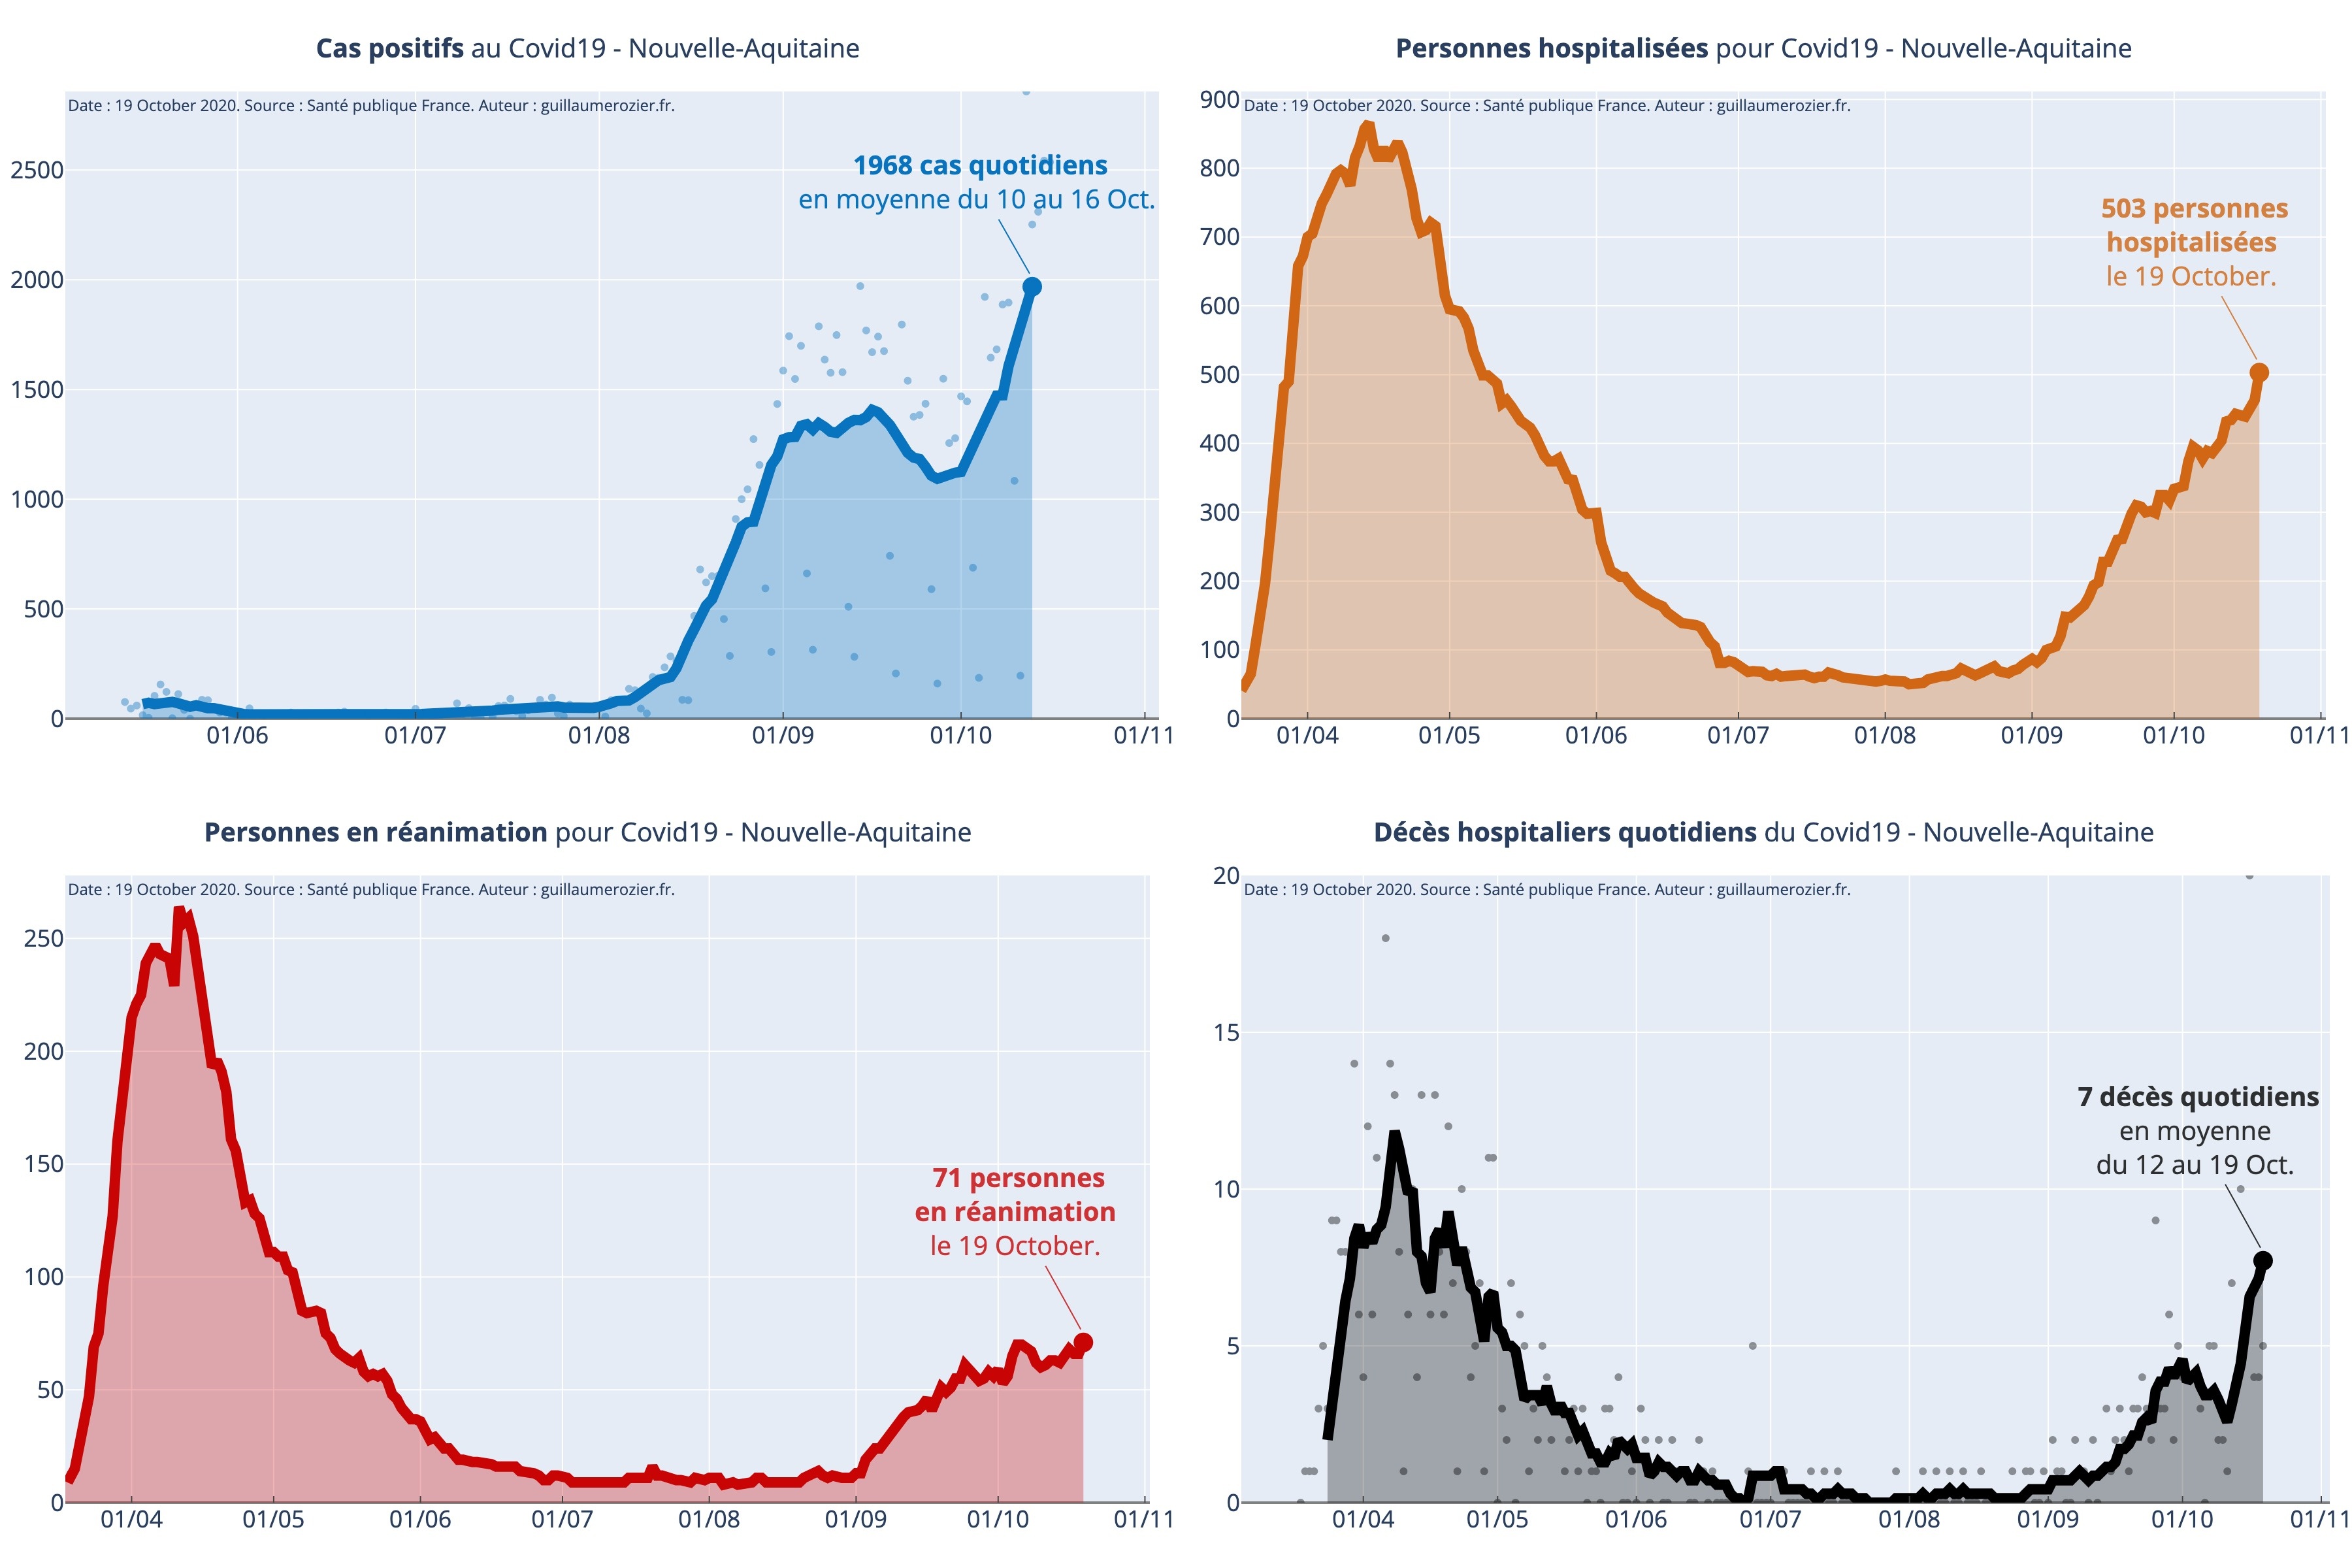 Cas positifs au Covid19 - Nouvelle-Aquitaine
Date : 19 October 2020. Source : Santé publique France. Auteur : guillaumerozier.fr.
1968 cas quotidiens
en moyenne du 10 au 16 Oct.
2500
2000
1500
1000
500
0
01/06 01/07 01/08 01/09 01/10 01/11
Personnes hospitalisées pour Covid19 - Nouvelle-Aquitaine
Date : 19 October 2020. Source : Santé publique France. Auteur : guillaumerozier.fr.
503 personnes
hospitalisées
le 19 October.
900
800
700
600
500
400
300
200
100
0
01/04 01/05 01/06 01/07 01/08 01/09 01/10 01/11
Personnes en réanimation pour Covid19 - Nouvelle-Aquitaine
Date : 19 October 2020. Source : Santé publique France. Auteur : guillaumerozier.fr.
71 personnes
en réanimation
le 19 October.
250
200
150
100
50
0
01/04 01/05 01/06 01/07 01/08 01/09 01/10 01/11
Décès hospitaliers quotidiens du Covid19 - Nouvelle-Aquitaine
Date : 19 October 2020. Source : Santé publique France. Auteur : guillaumerozier.fr.
7 décès quotidiens
en moyenne
du 12 au 19 Oct.
20
15
10
5
0
01/04 01/05 01/06 01/07 01/08 01/09 01/10 01/11